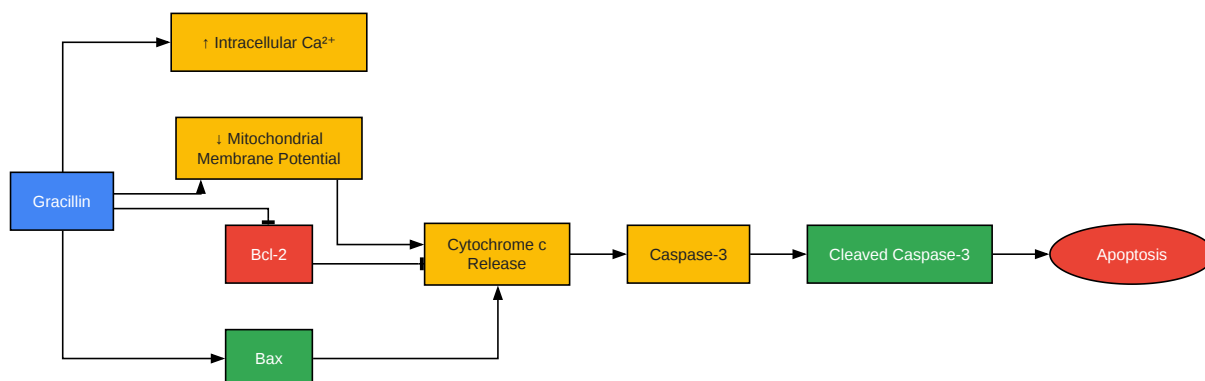 ↑ Intracellular Ca²⁺
↓ Mitochondrial
Membrane Potential
Gracillin
Bcl-2
Cytochrome c
Release
Caspase-3
Cleaved Caspase-3
Apoptosis
Bax